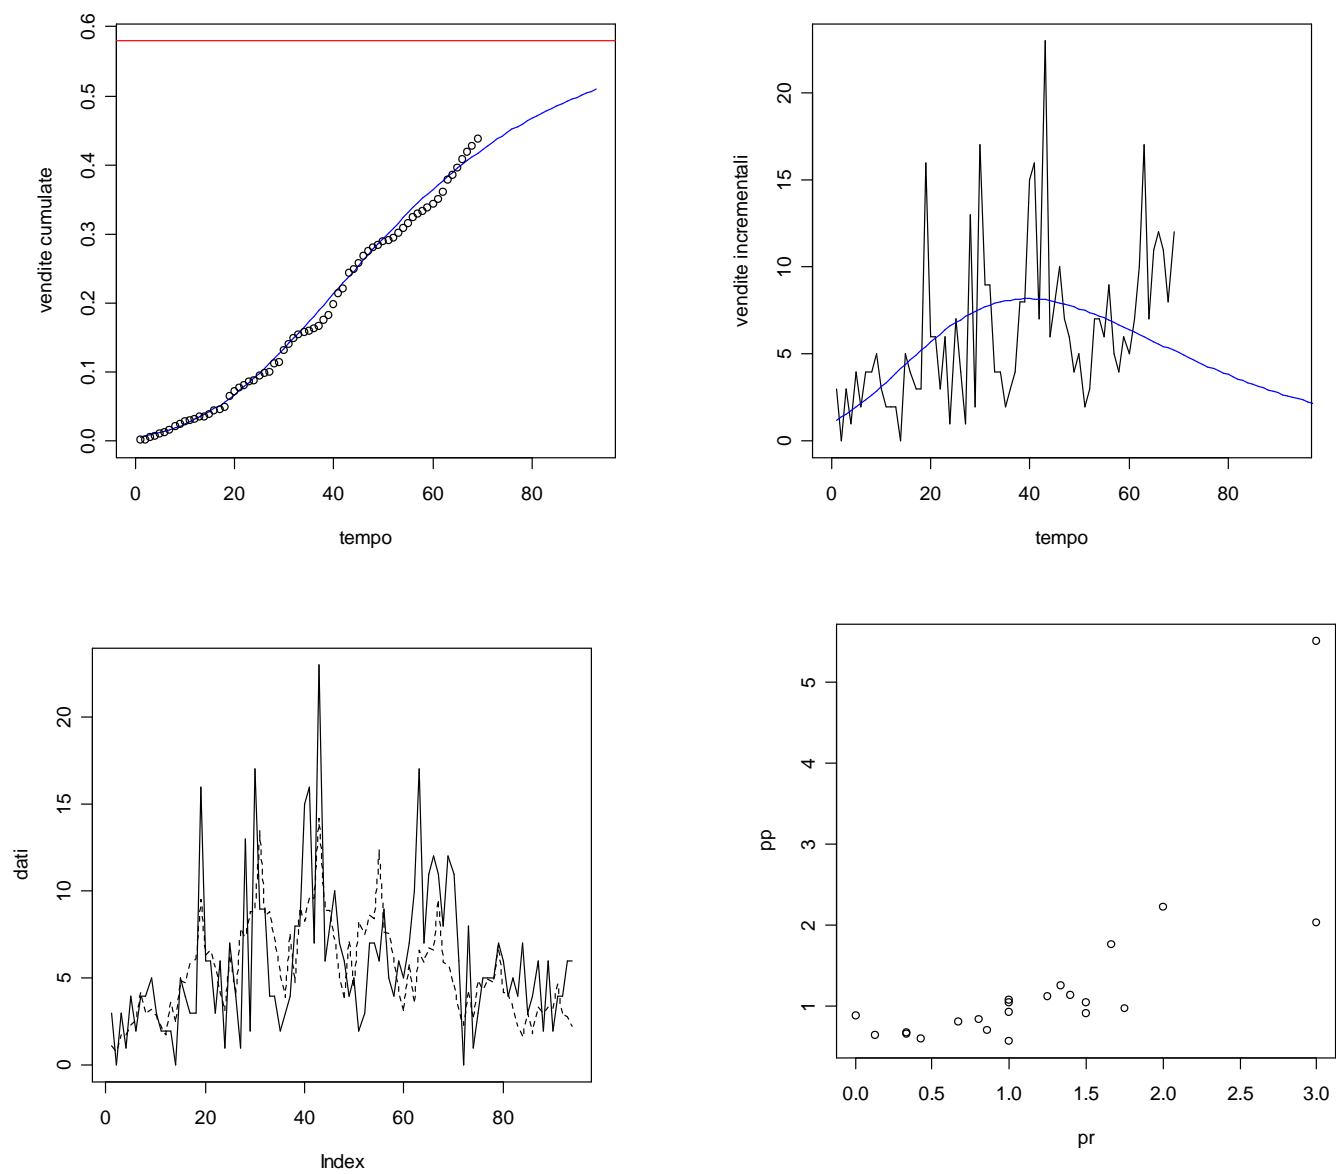 vendite cumulate
0.0 0.1 0.2 0.3 0.4 0.5 0.6
0 20 40 60 80
tempo
vendite incrementali
0 5 10 15 20
0 20 40 60 80
tempo
dati
0 5 10 15 20
0 20 40 60 80
Index
pp
1 2 3 4 5
0.0 0.5 1.0 1.5 2.0 2.5 3.0
pr